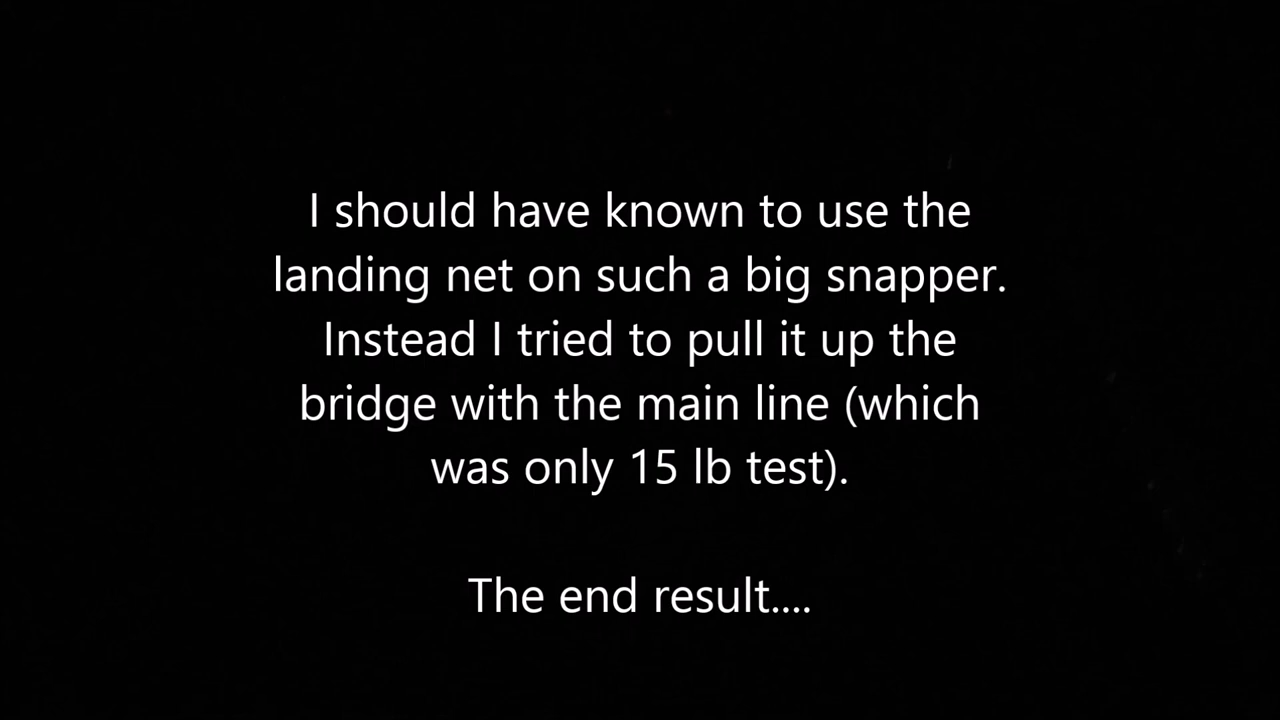 I should have known to use the
landing net on such a big snapper.
Instead I tried to pull it up the
bridge with the main line (which
was only 15 lb test).
The end result....